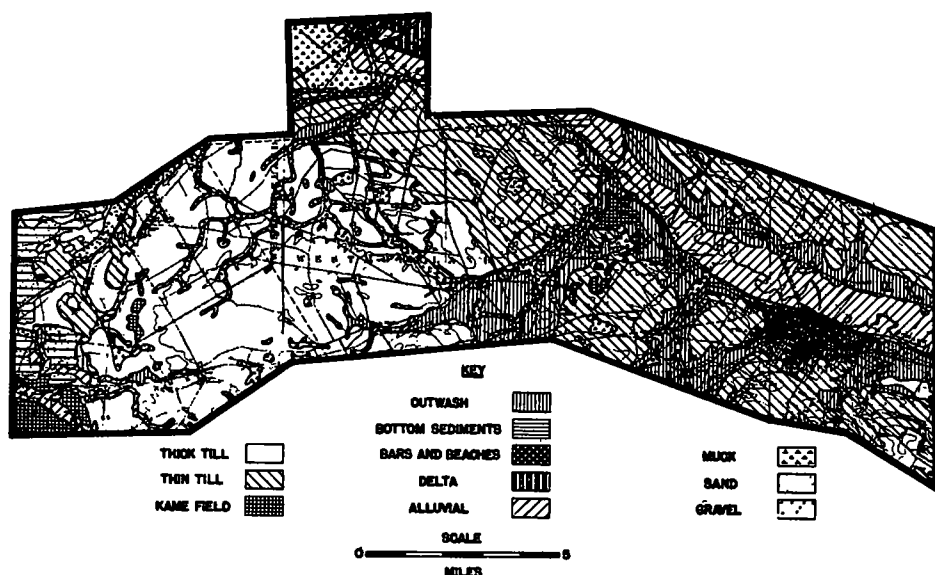 KEY
OUTWASH
BOTTOM SEDIMENTS
THICK TILL
BARS AND BEACHES
MUCK
THIN TILL
DELTA
SAND
KAME FIELD
ALLUVIAL
GRAVEL
SCALE
0 5
MILES